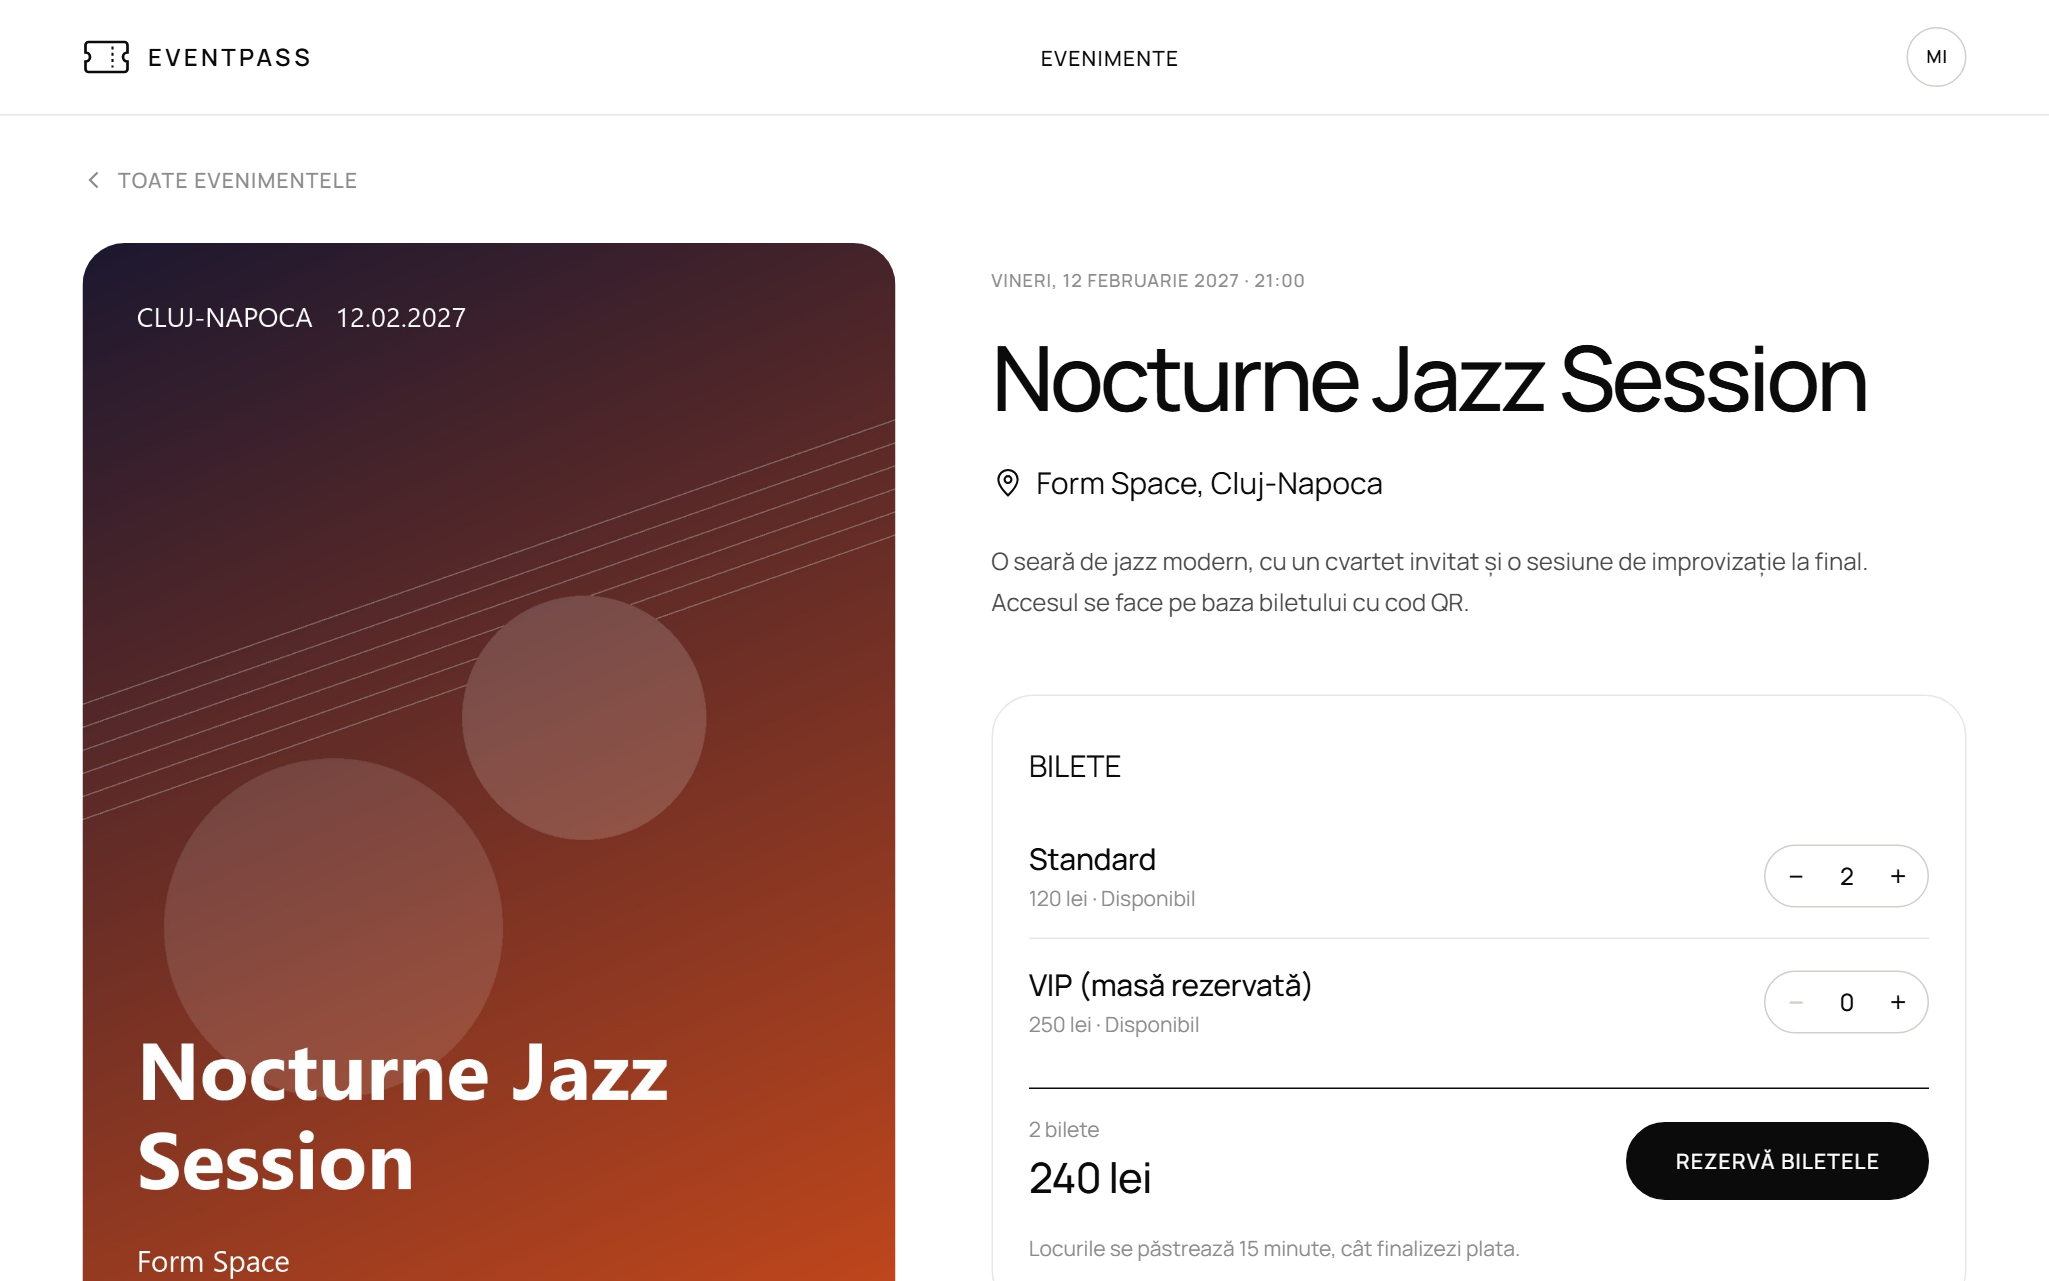 EVENTPASS
EVENIMENTE
MI
TOATE EVENIMENTELE
CLUJ-NAPOCA 12.02.2027
Nocturne Jazz
Session
Form Space
VINERI, 12 FEBRUARIE 2027 · 21:00
Nocturne Jazz Session
Form Space, Cluj-Napoca
O seară de jazz modern, cu un cvartet invitat și o sesiune de improvizație la final.
Accesul se face pe baza biletului cu cod QR.
BILETE
Standard
120 lei · Disponibil
− 2 +
VIP (masă rezervată)
250 lei · Disponibil
− 0 +
2 bilete
240 lei
REZERVĂ BILETELE
Locurile se păstrează 15 minute, cât finalizezi plata.